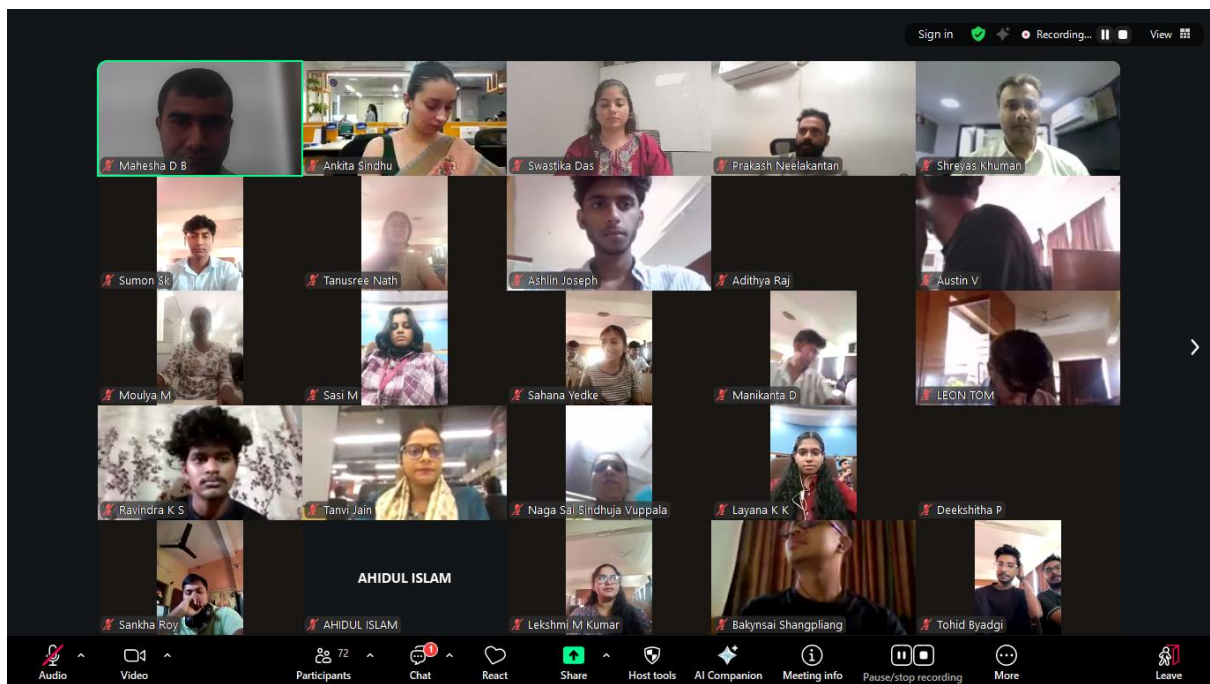 Sign in
Recording...
View
Mahesha D B
Ankita Sindhu
Swastika Das
Prakash Neelakantan
Shreyas Khuman
Sumon Sk
Tanusree Nath
Ashlin Joseph
Adithya Raj
Austin V
Moulya M
Sasi M
Sahana Yedke
Manikanta D
LEON TOM
Ravindra K S
Tanvi Jain
Naga Sai Sindhuja Vuppala
Layana K K
Deekshitha P
AHIDUL ISLAM
Sankha Roy
AHIDUL ISLAM
Lekshmi M Kumar
Bakynsai Shangpliang
Tohid Byadgi
72
1
Audio
Video
Participants
Chat
React
Share
Host tools
AI Companion
Meeting info
Pause/stop recording
More
Leave